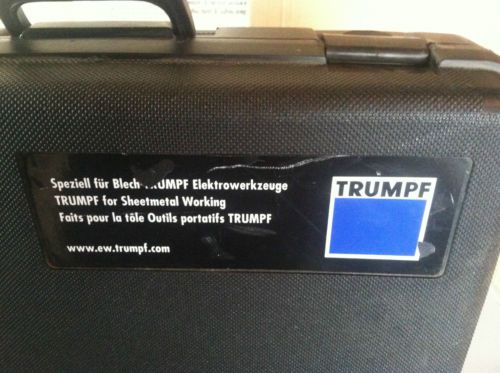 Speziell für Blech TRUMPF Elektrowerkzeuge
TRUMPF for Sheetmetal Working
Faits pour la tôle Outils portatifs TRUMPF
www.ew.trumpf.com
TRUMPF